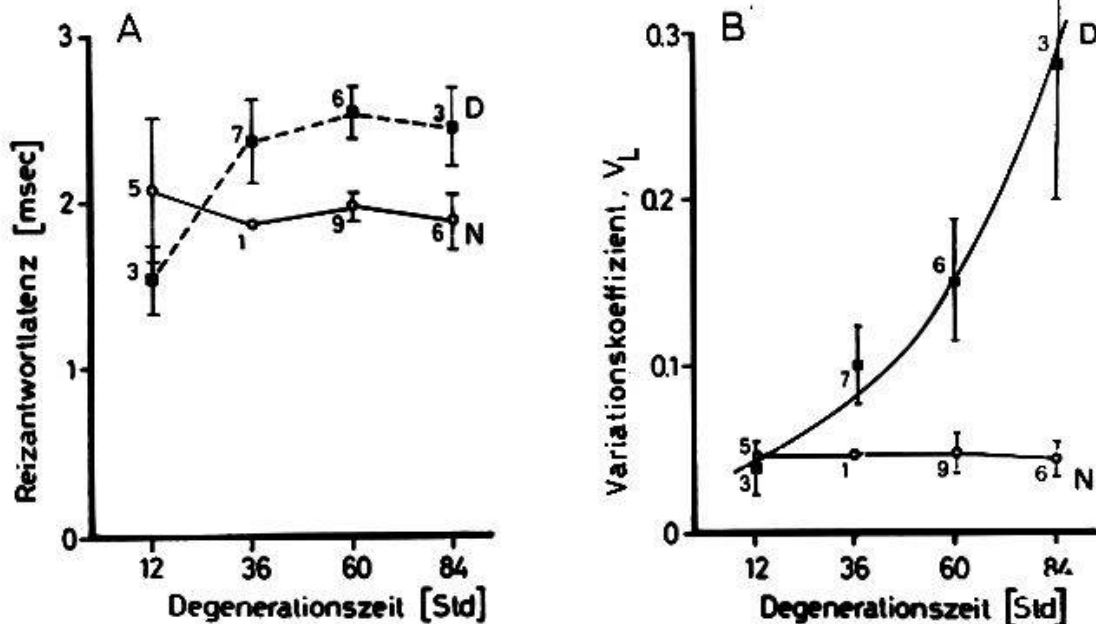 A
Reizantwortlatenz [msec]
3
2
1
0
5
3
7
1
6
9
3
6
D
N
12 36 60 84
Degenerationszeit [Std]
B
Variationskoeffizient, V_L
0.3
0.2
0.1
0
5
3
7
1
6
9
3
6
D
N
12 36 60 84
Degenerationszeit [Std]